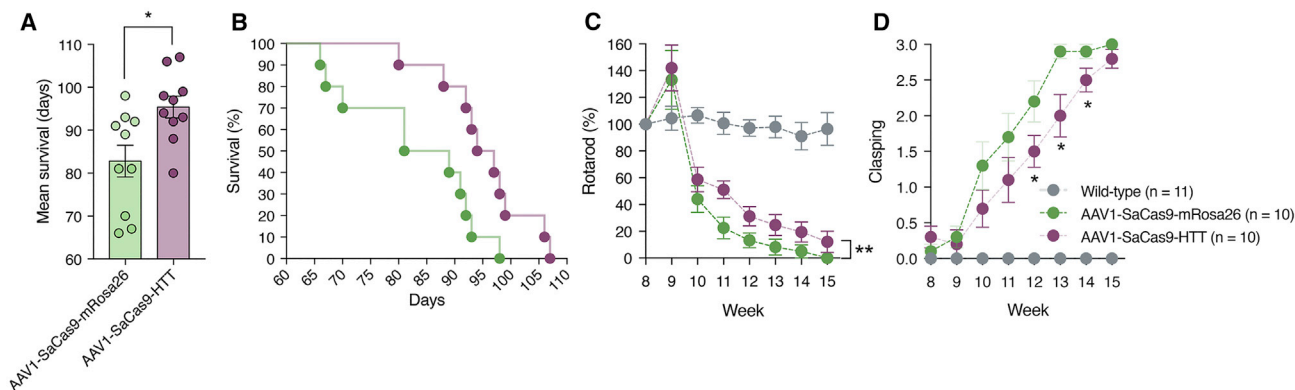 A
*
Mean survival (days)
110
100
90
80
70
60
AAV1-SaCas9-mRosa26
AAV1-SaCas9-HTT
B
Survival (%)
100
90
80
70
60
50
40
30
20
10
0
60
65
70
75
80
85
90
95
100
105
110
Days
C
Rotarod (%)
160
140
120
100
80
60
40
20
0
**
8 9 10 11 12 13 14 15
Week
D
Clasping
3.0
2.5
2.0
1.5
1.0
0.5
0.0
*
*
*
Wild-type (n = 11)
AAV1-SaCas9-mRosa26 (n = 10)
AAV1-SaCas9-HTT (n = 10)
8 9 10 11 12 13 14 15
Week